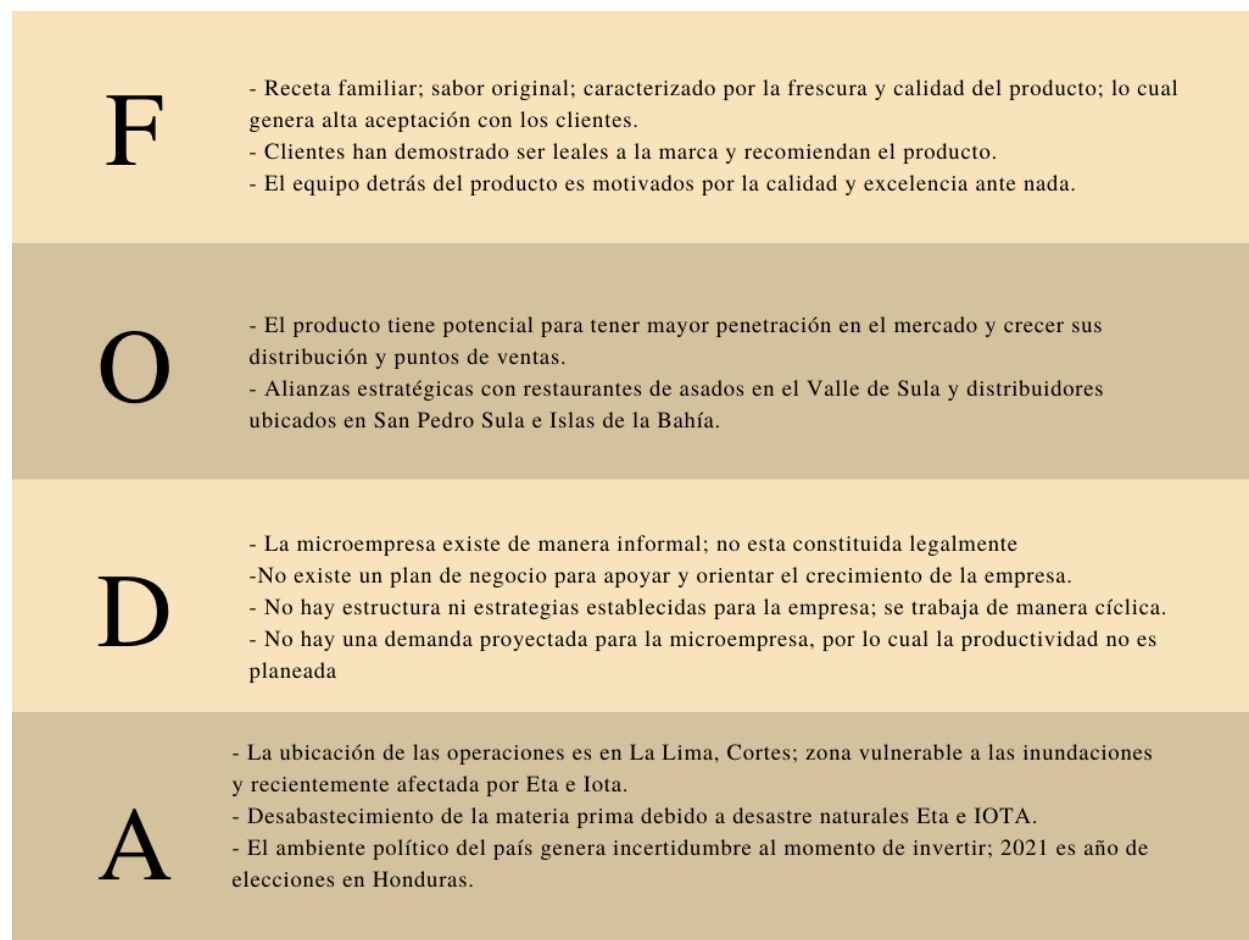 F
- Receta familiar; sabor original; caracterizado por la frescura y calidad del producto; lo cual
genera alta aceptación con los clientes.
- Clientes han demostrado ser leales a la marca y recomiendan el producto.
- El equipo detrás del producto es motivados por la calidad y excelencia ante nada.
O
- El producto tiene potencial para tener mayor penetración en el mercado y crecer sus
distribución y puntos de ventas.
- Alianzas estratégicas con restaurantes de asados en el Valle de Sula y distribuidores
ubicados en San Pedro Sula e Islas de la Bahía.
D
- La microempresa existe de manera informal; no esta constituida legalmente
-No existe un plan de negocio para apoyar y orientar el crecimiento de la empresa.
- No hay estructura ni estrategias establecidas para la empresa; se trabaja de manera cíclica.
- No hay una demanda proyectada para la microempresa, por lo cual la productividad no es
planeada
A
- La ubicación de las operaciones es en La Lima, Cortes; zona vulnerable a las inundaciones
y recientemente afectada por Eta e Iota.
- Desabastecimiento de la materia prima debido a desastre naturales Eta e IOTA.
- El ambiente político del país genera incertidumbre al momento de invertir; 2021 es año de
elecciones en Honduras.